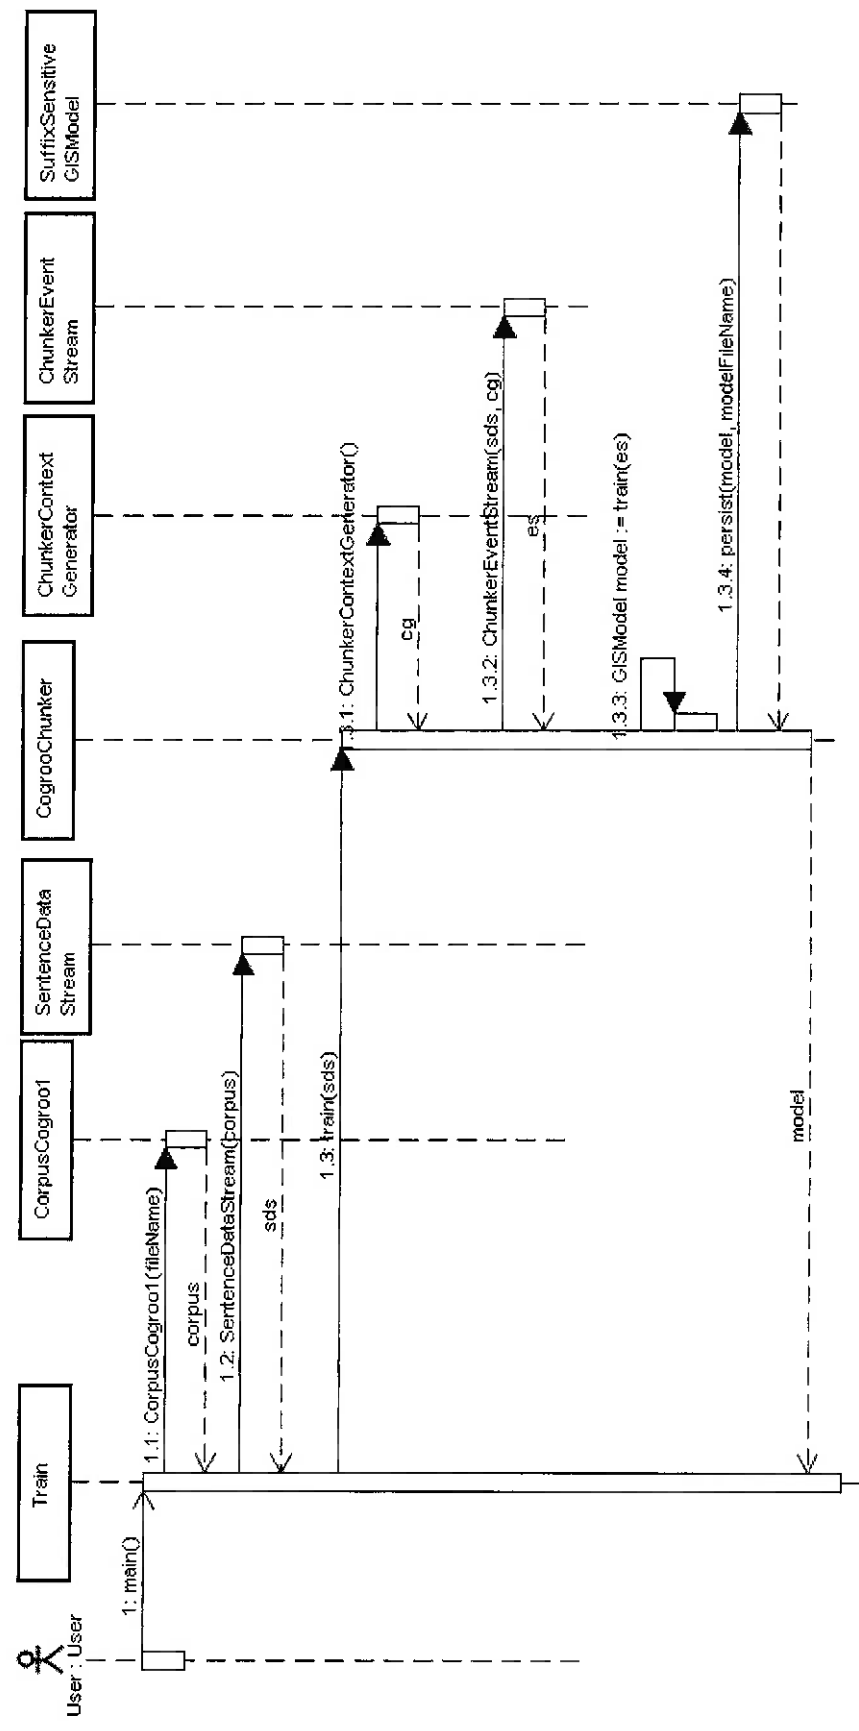 User : User
Train
CorpusCogroo1
SentenceData
Stream
CogrooChunker
ChunkerContext
Generator
ChunkerEvent
Stream
SuffixSensitive
GISModel
1: main()
1.1: CorpusCogroo1(fileName)
corpus
1.2: SentenceDataStream(corpus)
sds
1.3: train(sds)
.3.1: ChunkerContextGenerator()
cg
1.3.2: ChunkerEventStream(sds, cg)
es
1.3.3: GISModel model := train(es)
1.3.4: persist(model, modelFileName)
model